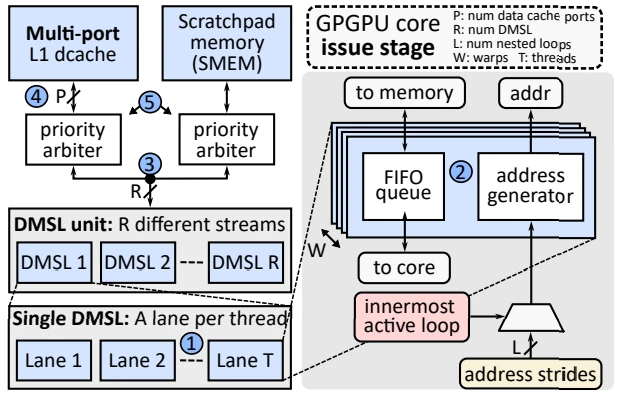 Multi-port
L1 dcache
Scratchpad
memory
(SMEM)
GPGPU core
issue stage
P: num data cache ports
R: num DMSL
L: num nested loops
W: warps T: threads
4
P
5
priority
arbiter
priority
arbiter
3
R
DMSL unit: R different streams
DMSL 1
DMSL 2
DMSL R
Single DMSL: A lane per thread
1
Lane 1
Lane 2
Lane T
to memory
addr
FIFO
queue
2
address
generator
W
to core
innermost
active loop
L
address strides